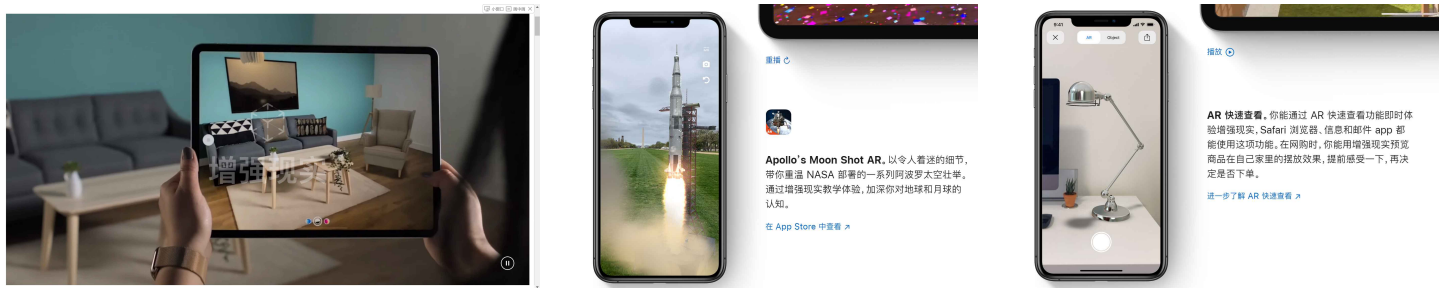 小窗口
增强现实
重播
Apollo's Moon Shot AR。以令人着迷的细节，
带你重温 NASA 部署的一系列阿波罗太空壮举。
通过增强现实教学体验，加深你对地球和月球的
认知。
在 App Store 中查看 ↗
9:41
AR Object
播放
AR 快速查看。你能通过 AR 快速查看功能即时体
验增强现实，Safari 浏览器、信息和邮件 app 都
能使用这项功能。在网购时，你能用增强现实预览
商品在自己家里的摆放效果，提前感受一下，再决
定是否下单。
进一步了解 AR 快速查看 ↗